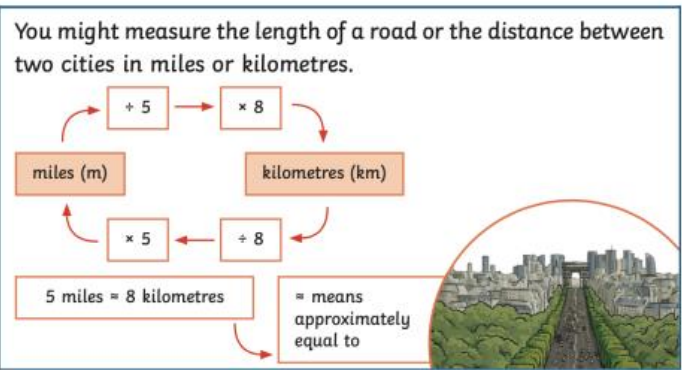 You might measure the length of a road or the distance between
two cities in miles or kilometres.
÷ 5
× 8
miles (m)
kilometres (km)
× 5
÷ 8
5 miles ≈ 8 kilometres
≈ means
approximately
equal to